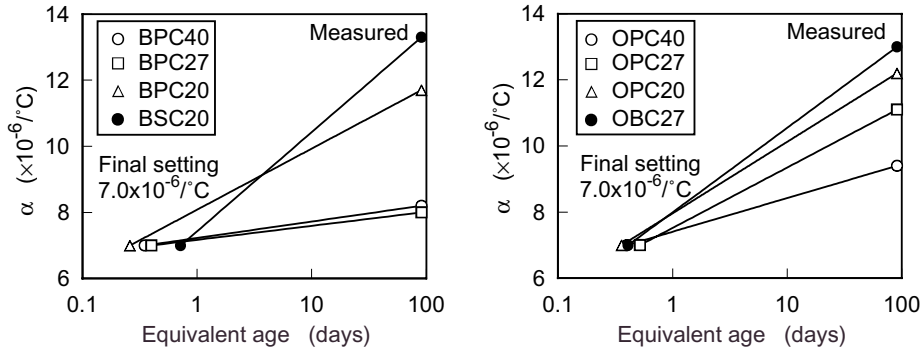 14
12
10
8
6
α (×10⁻⁶/˚C)
BPC40
BPC27
BPC20
BSC20
Measured
Final setting
7.0x10⁻⁶/˚C
0.1 1 10 100
Equivalent age (days)
14
12
10
8
6
α (×10⁻⁶/˚C)
OPC40
OPC27
OPC20
OBC27
Measured
Final setting
7.0x10⁻⁶/˚C
0.1 1 10 100
Equivalent age (days)